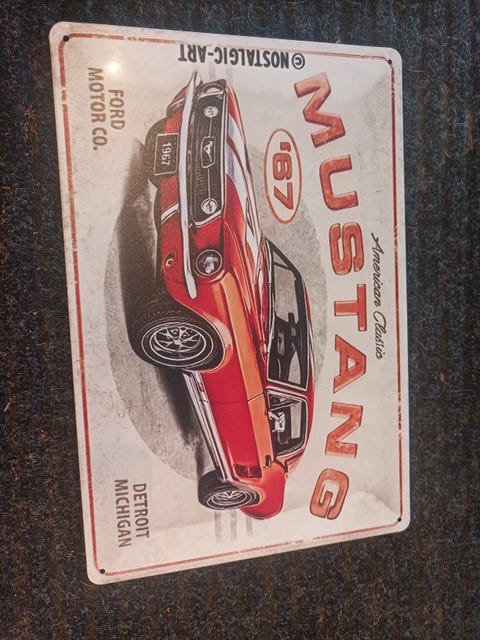 American Classic
MUSTANG
'67
1967
FORD
MOTOR CO.
DETROIT
MICHIGAN
© NOSTALGIC-ART